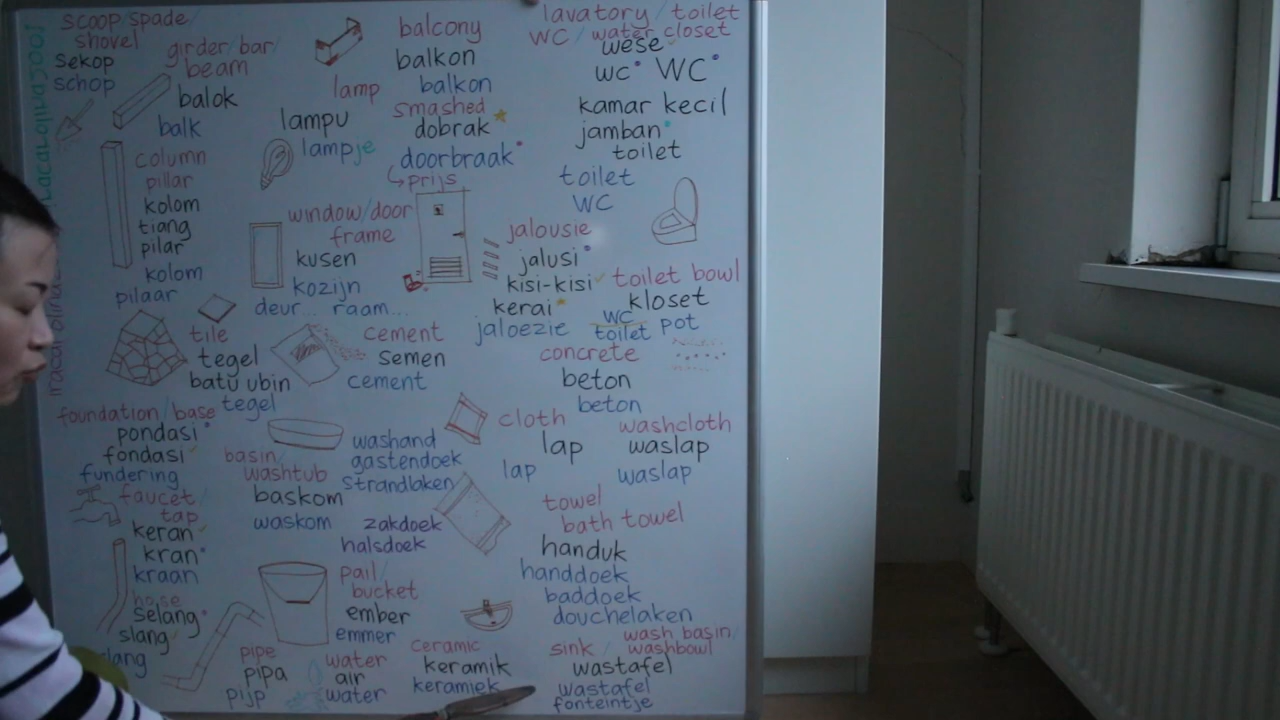 scoop spade/
shovel
sekop
schop
girder/bar/
beam
balok
balk
column
pillar
kolom
tiang
pilar
kolom
pilaar
lamp
lampu
lampje
window/door
frame
kusen
kozijn
deur... raam...
tile
tegel
batu ubin
tegel
cement
semen
cement
foundation/base
pondasi
fondasi
fundering
basin/
washtub
baskom
waskom
washand
gastendoek
strandlaken
zakdoek
halsdoek
faucet/
tap
keran
kran
kraan
hose
selang
slang
slang
pail/
bucket
ember
emmer
pipe
pipa
pijp
water
air
water
ceramic
keramik
keramiek
balcony
balkon
balkon
smashed
dobrak
doorbraak
prijs
lavatory/toilet
WC/water closet
wese
wc WC
kamar kecil
jamban
toilet
toilet
WC
jalousie
jalusi
kisi-kisi
kerai
jaloezie
toilet bowl
kloset
WC
toilet pot
concrete
beton
beton
cloth
lap
lap
washcloth
waslap
waslap
towel
bath towel
handuk
handdoek
baddoek
douchelaken
sink/wash basin/
washbowl
wastafel
wastafel
fonteintje